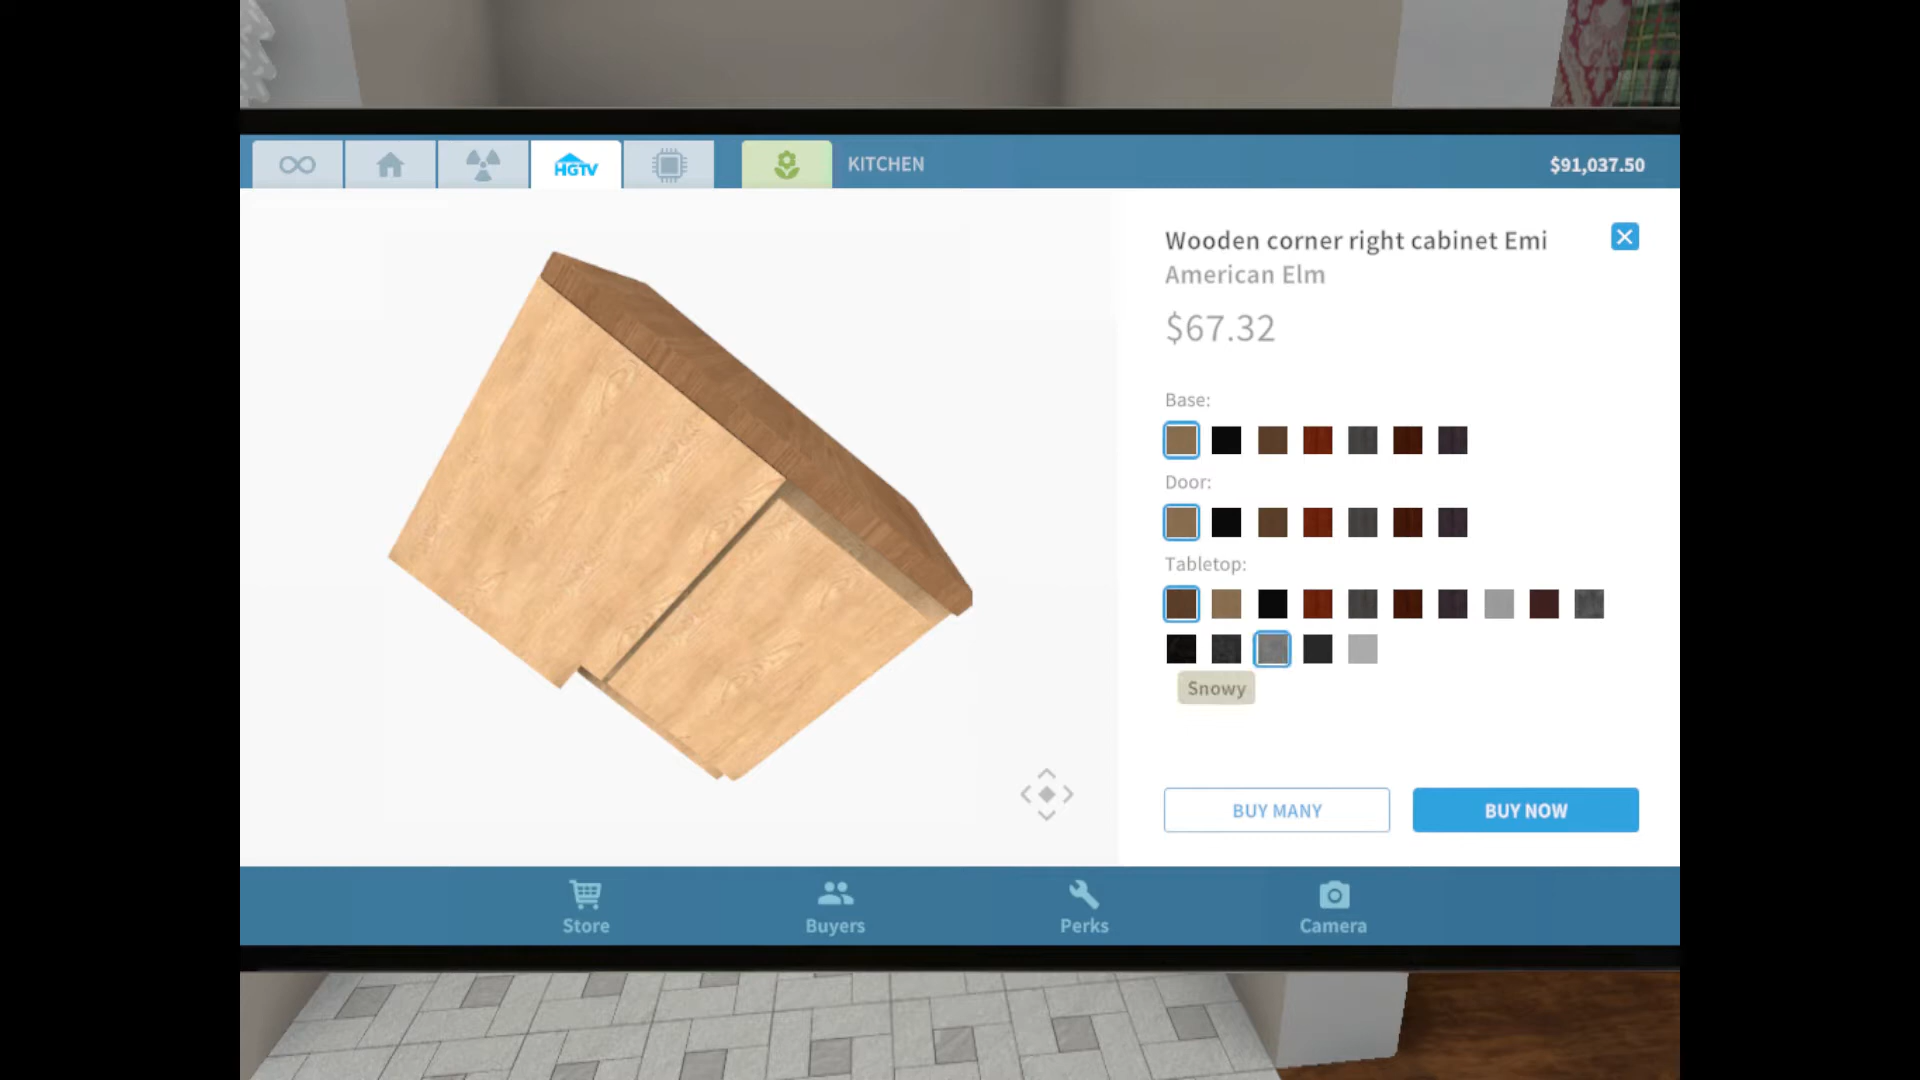 HGTV
KITCHEN
$91,037.50
Wooden corner right cabinet Emi
American Elm
$67.32
Base:
Door:
Tabletop:
Snowy
BUY MANY
BUY NOW
Store
Buyers
Perks
Camera